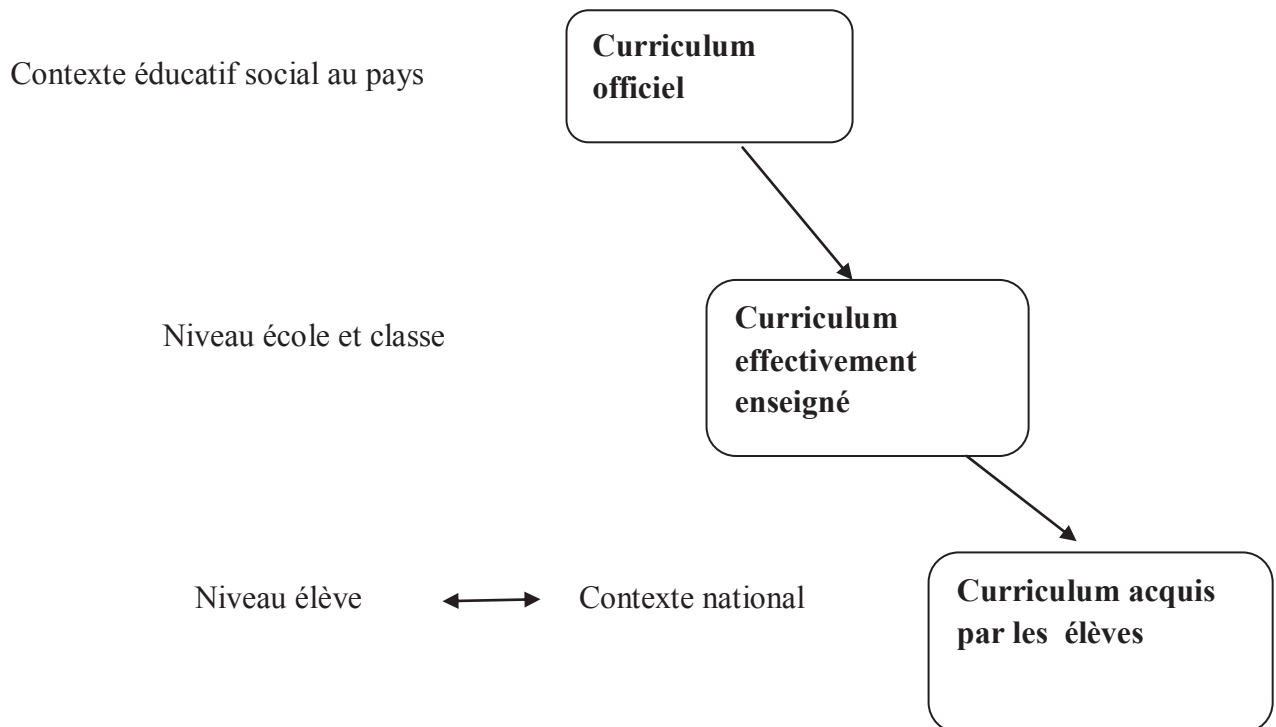 Contexte éducatif social au pays
Curriculum
officiel
Niveau école et classe
Curriculum
effectivement
enseigné
Niveau élève
Contexte national
Curriculum acquis
par les élèves